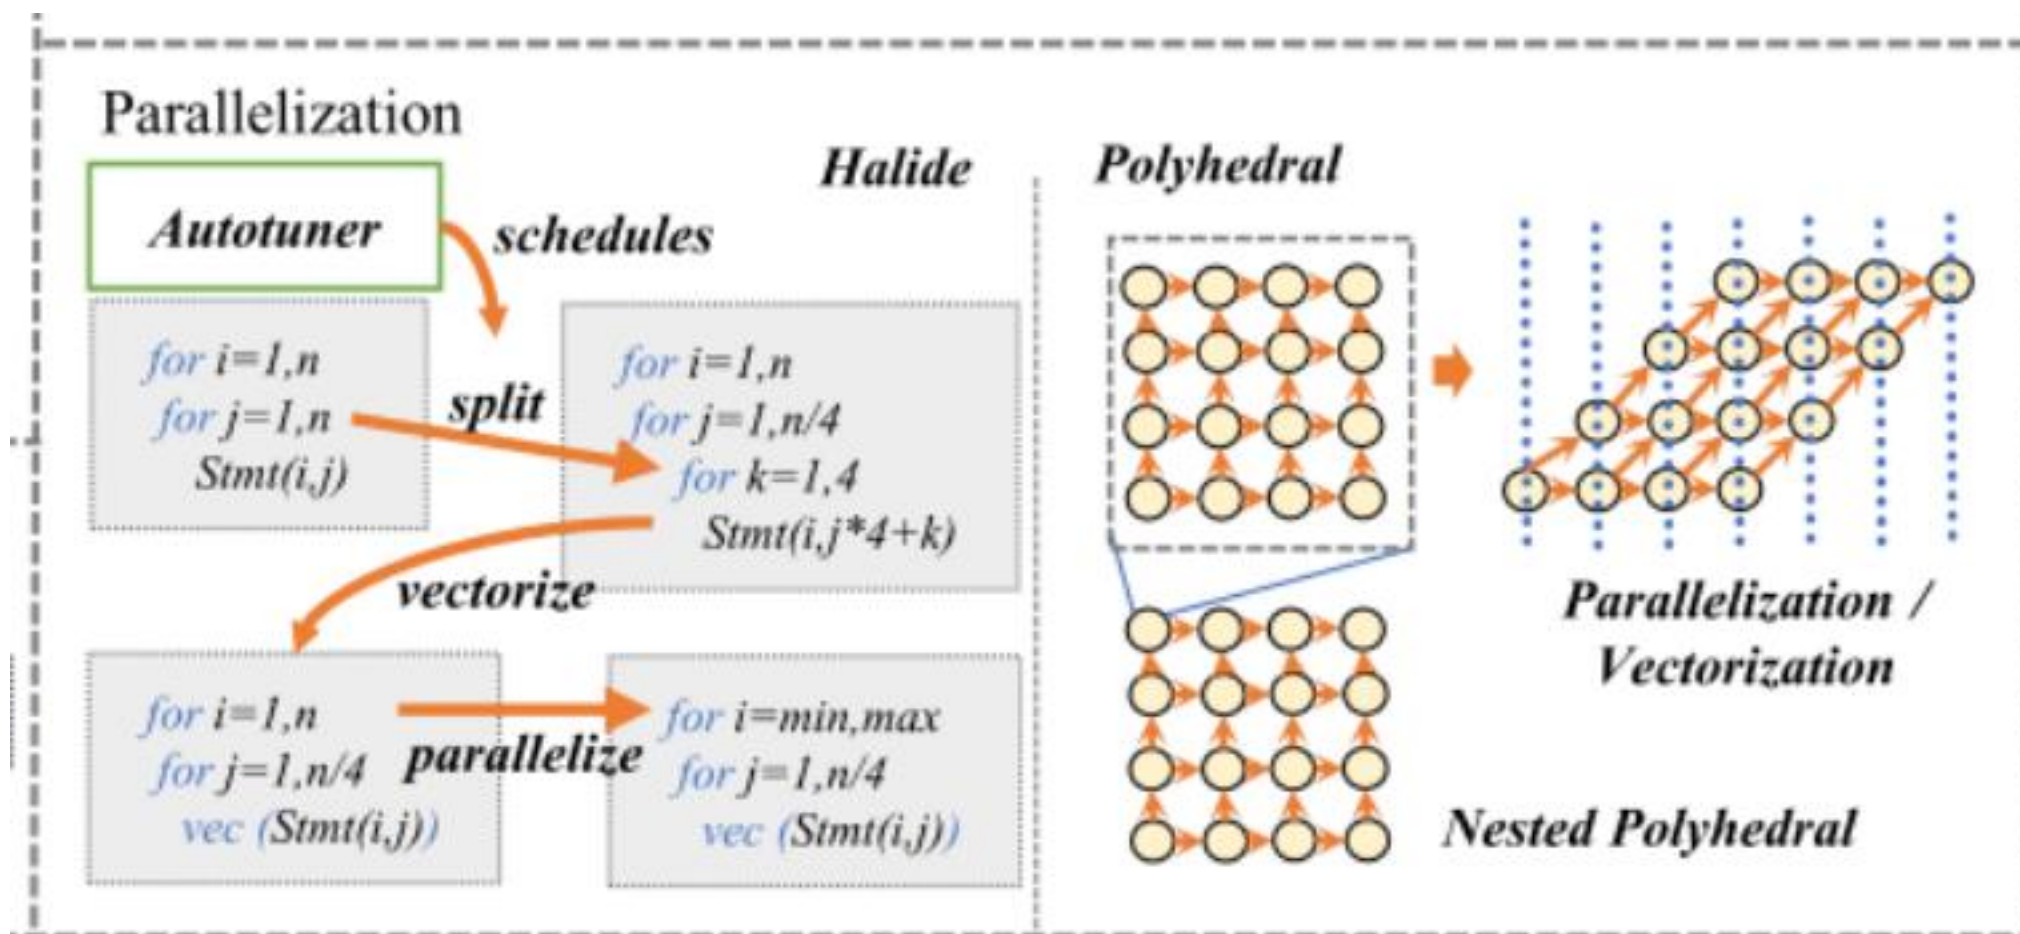 Parallelization
Halide
Autotuner
schedules
for i=1,n
for j=1,n
Stmt(i,j)
split
for i=1,n
for j=1,n/4
for k=1,4
Stmt(i,j*4+k)
vectorize
for i=1,n
for j=1,n/4
vec (Stmt(i,j))
parallelize
for i=min,max
for j=1,n/4
vec (Stmt(i,j))
Polyhedral
Parallelization /
Vectorization
Nested Polyhedral